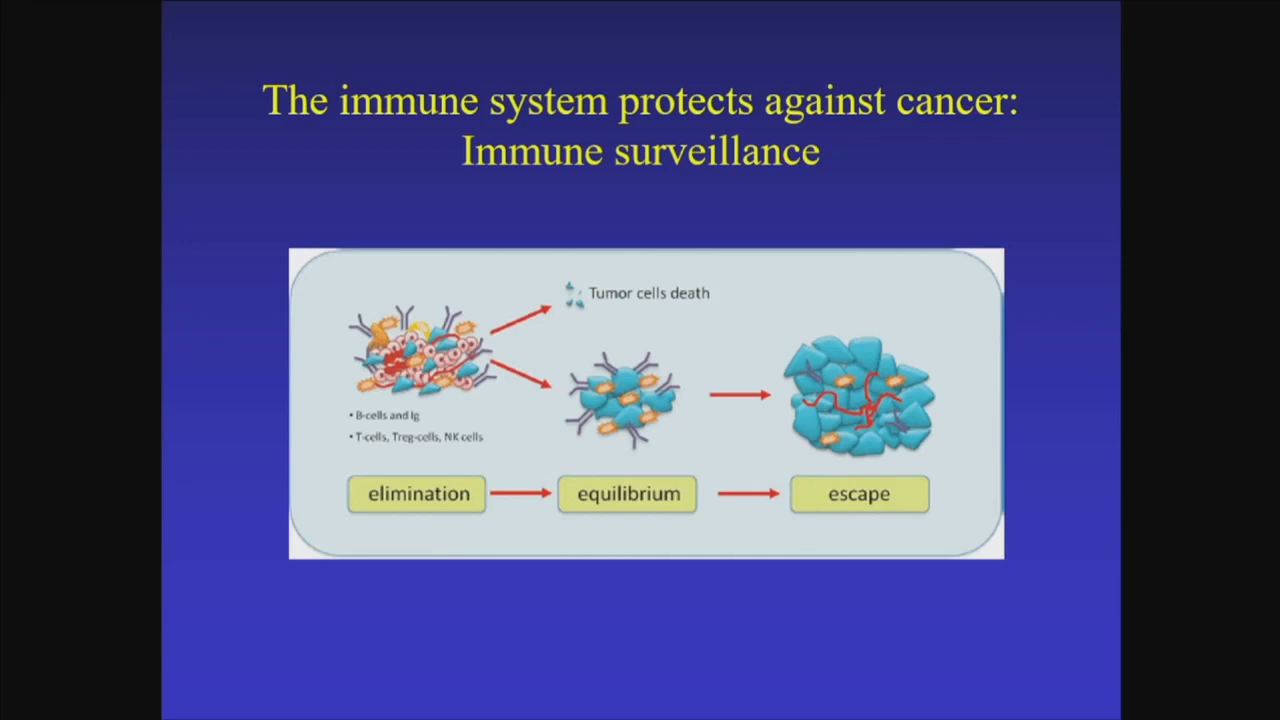 The immune system protects against cancer:
Immune surveillance
Tumor cells death
• B-cells and Ig
• T-cells, Treg-cells, NK cells
elimination
equilibrium
escape